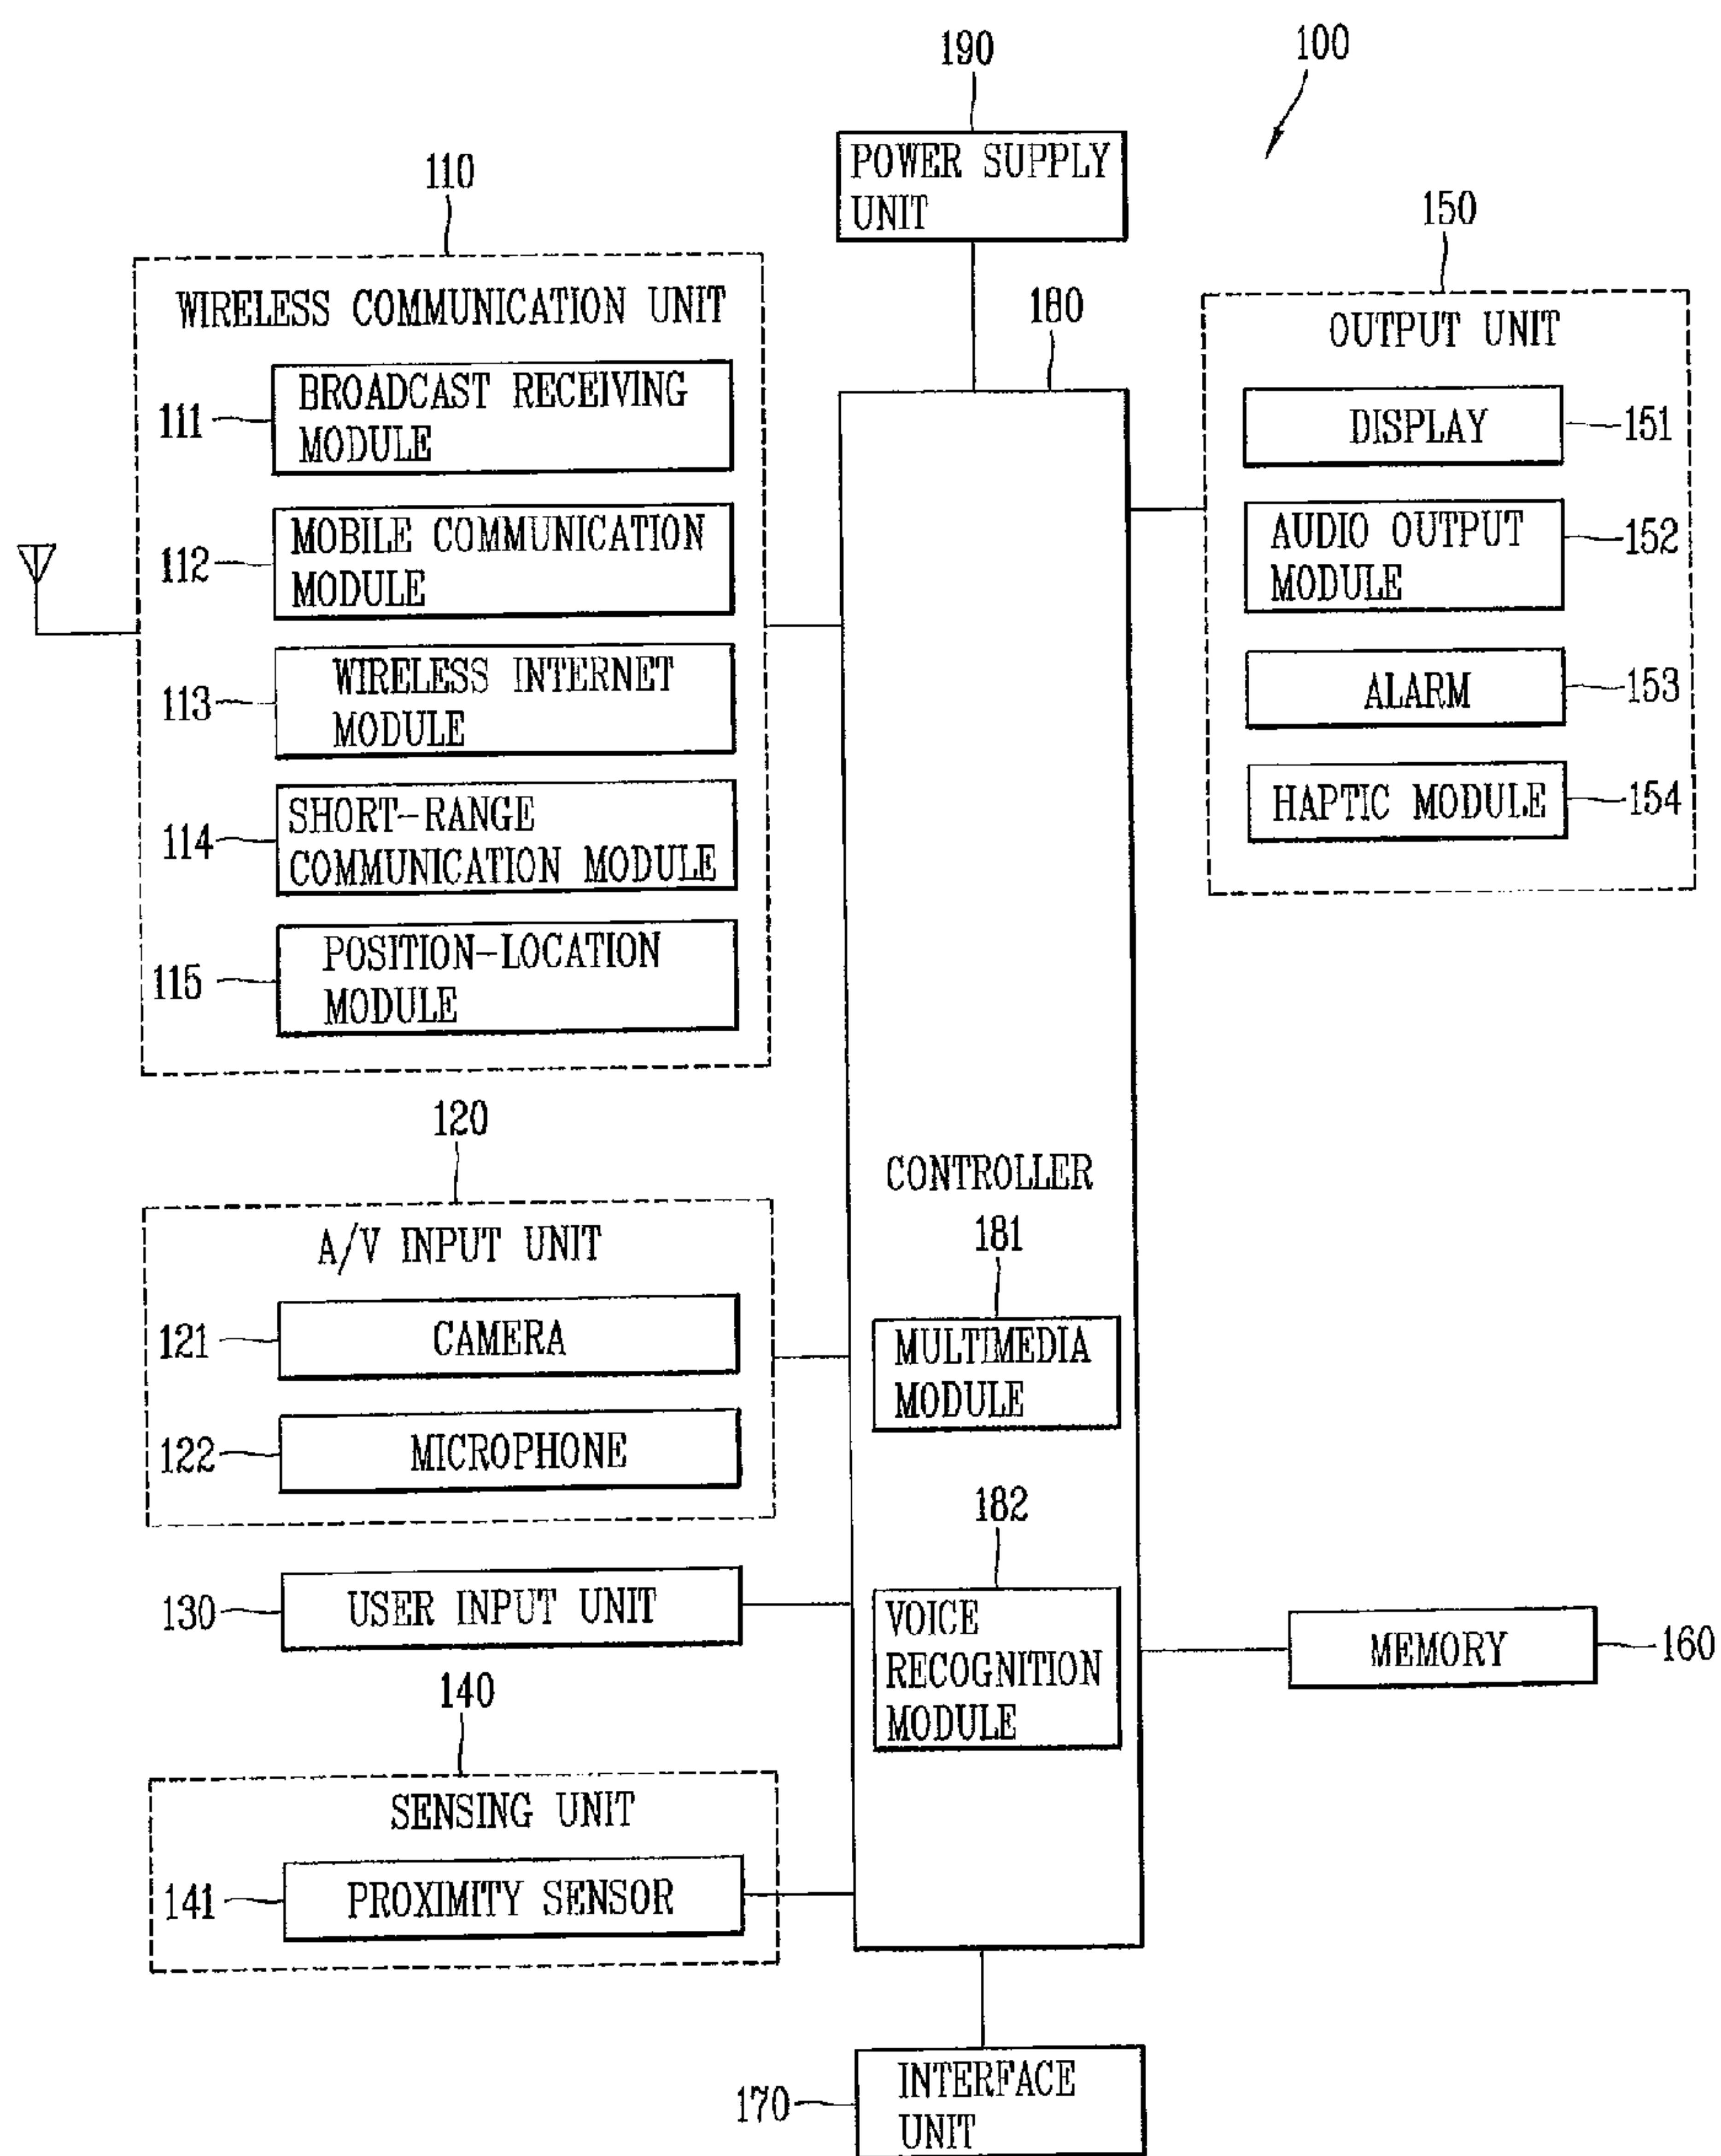 100
190
POWER SUPPLY
UNIT
110
WIRELESS COMMUNICATION UNIT
111
BROADCAST RECEIVING
MODULE
112
MOBILE COMMUNICATION
MODULE
113
WIRELESS INTERNET
MODULE
114
SHORT-RANGE
COMMUNICATION MODULE
115
POSITION-LOCATION
MODULE
120
A/V INPUT UNIT
121
CAMERA
122
MICROPHONE
130
USER INPUT UNIT
140
SENSING UNIT
141
PROXIMITY SENSOR
180
CONTROLLER
181
MULTIMEDIA
MODULE
182
VOICE
RECOGNITION
MODULE
150
OUTPUT UNIT
DISPLAY
151
AUDIO OUTPUT
MODULE
152
ALARM
153
HAPTIC MODULE
154
MEMORY
160
170
INTERFACE
UNIT